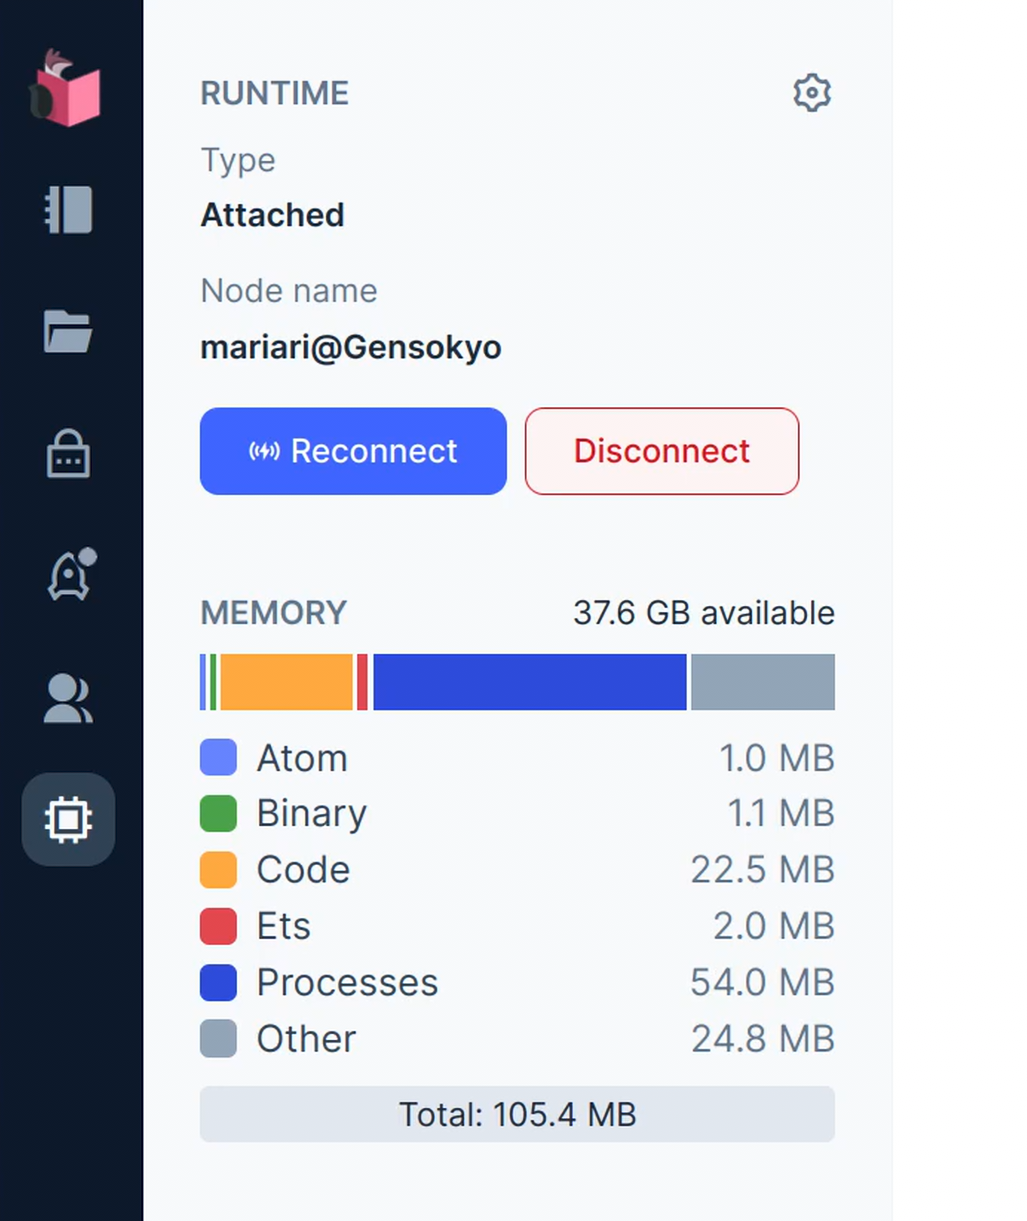 RUNTIME
Type
Attached
Node name
mariari@Gensokyo
Reconnect Disconnect
MEMORY 37.6 GB available
Atom 1.0 MB
Binary 1.1 MB
Code 22.5 MB
Ets 2.0 MB
Processes 54.0 MB
Other 24.8 MB
Total: 105.4 MB